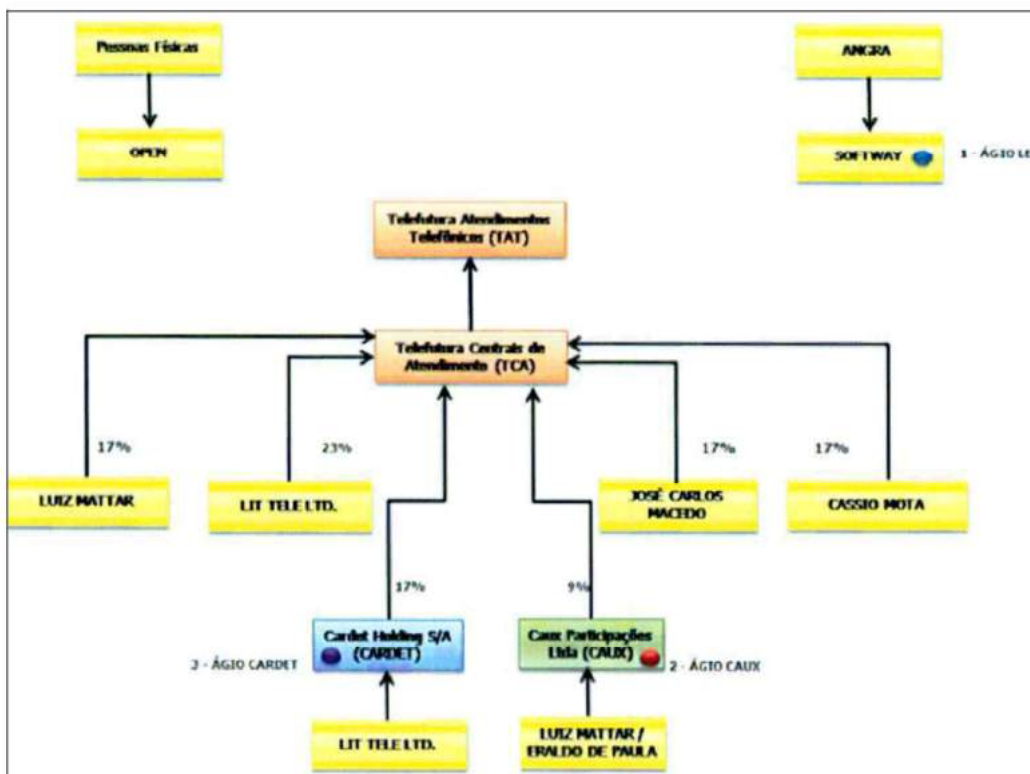 Pessoas Físicas
ANGRA
OPEN
SOFTWAY
1 - ÁGIO LE
Telefutura Atendimentos
Telefônicos (TAT)
Telefutura Centrais de
Atendimento (TCA)
17%
23%
17%
17%
LUIZ MATTAR
LIT TELE LTD.
JOSÉ CARLOS
MACEDO
CASSIO MOTA
17%
9%
Cardet Holding S/A
(CARDET)
Caux Participações
Ltda (CAUX)
3 - ÁGIO CARDET
2 - ÁGIO CAUX
LIT TELE LTD.
LUIZ MATTAR /
ERALDO DE PAULA